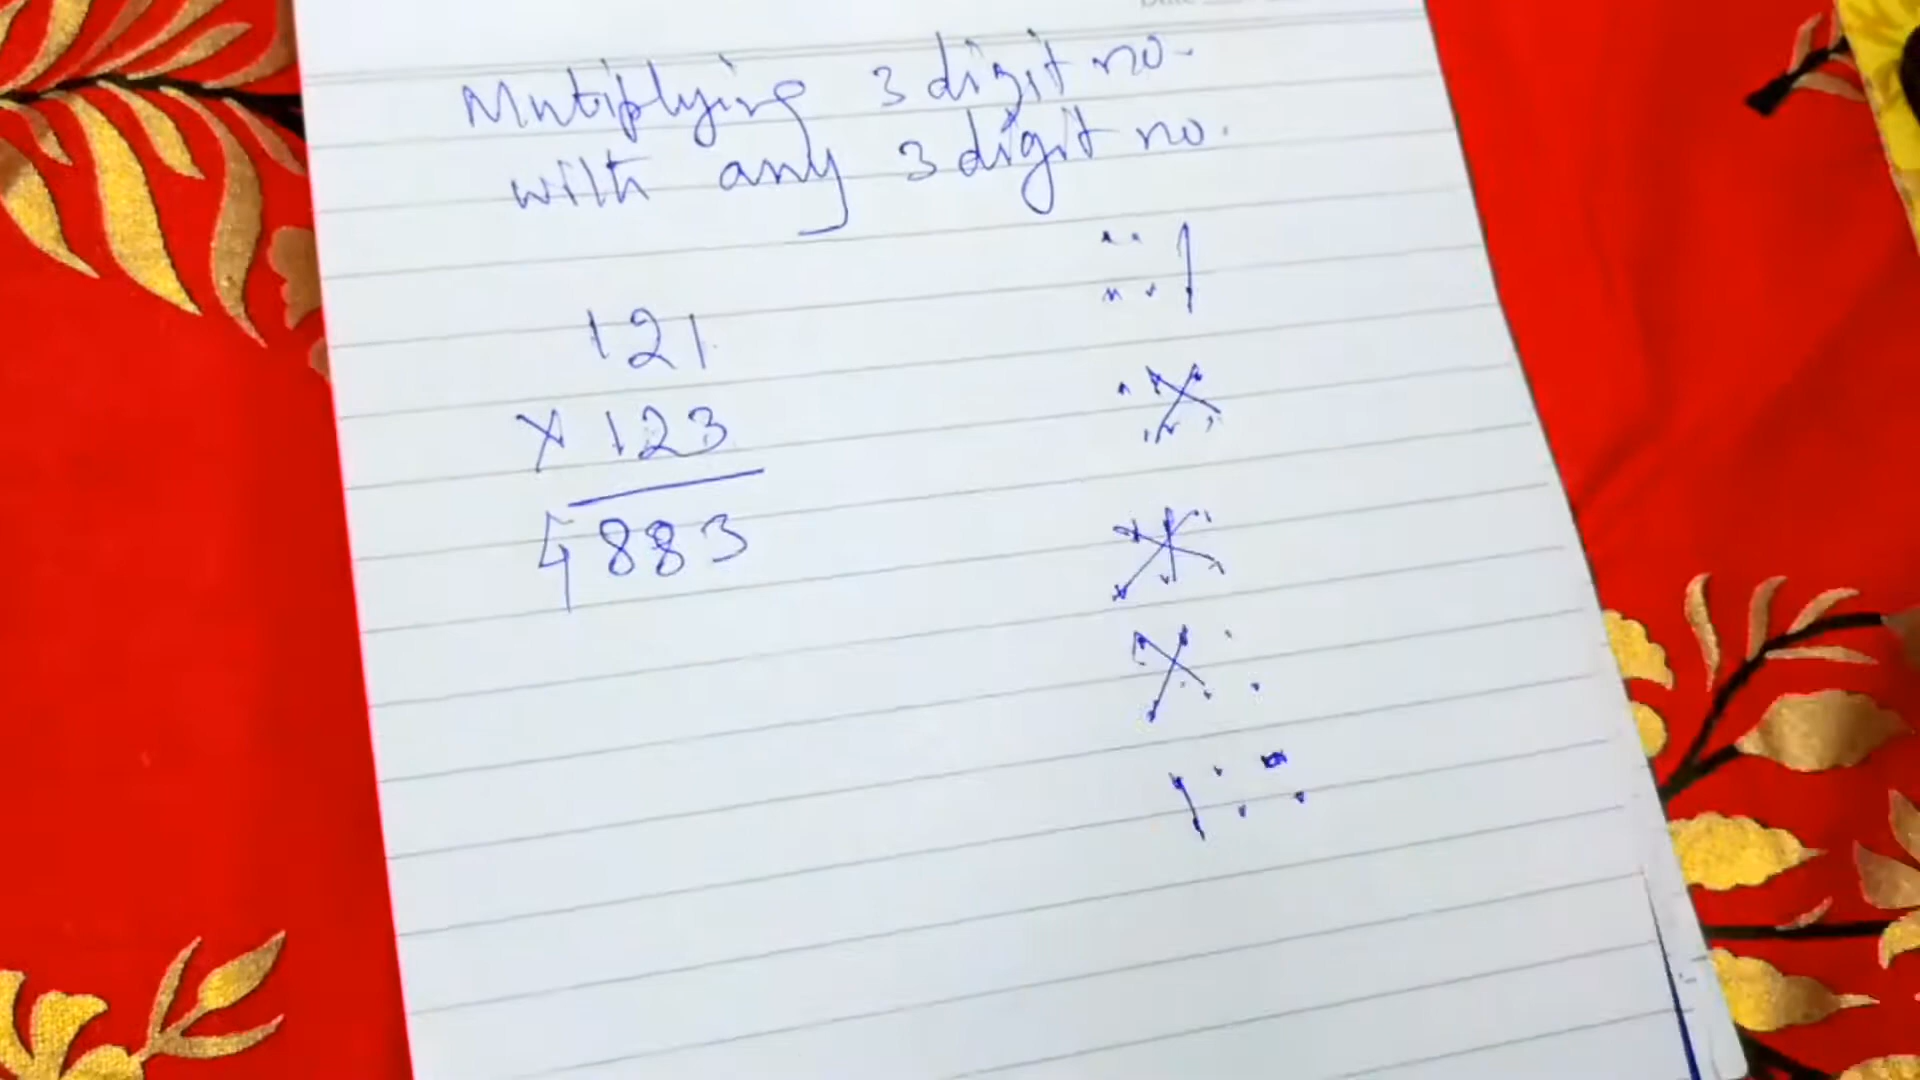 Mutiplying 3 digit no.
with any 3 digit no.
121
× 123
4883